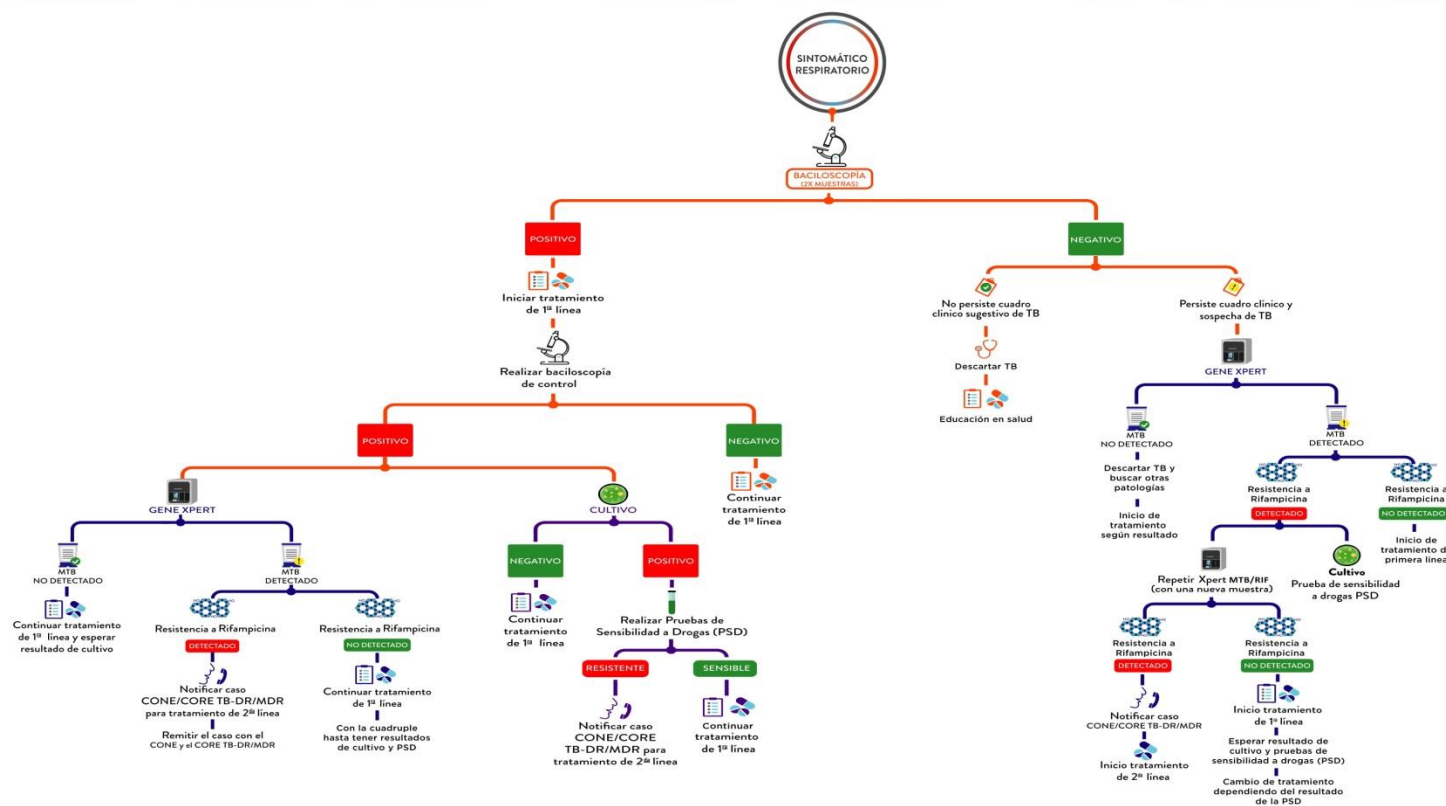 SINTOMÁTICO
RESPIRATORIO
BACILOSCOPÍA
(2X MUESTRAS)
POSITIVO
Iniciar tratamiento
de 1ª línea
Realizar baciloscopía
de control
POSITIVO
GENE XPERT
MTB
NO DETECTADO
Continuar tratamiento
de 1ª línea y esperar
resultado de cultivo
MTB
DETECTADO
Resistencia a Rifampicina
DETECTADO
Notificar caso
CONE/CORE TB-DR/MDR
para tratamiento de 2ªª línea
Remitir el caso con el
CONE y el CORE TB-DR/MDR
Resistencia a Rifampicina
NO DETECTADO
Continuar tratamiento
de 1ª línea
Con la cuadruple
hasta tener resultados
de cultivo y PSD
CULTIVO
NEGATIVO
Continuar
tratamiento
de 1ª línea
POSITIVO
Realizar Pruebas de
Sensibilidad a Drogas (PSD)
RESISTENTE
Notificar caso
CONE/CORE
TB-DR/MDR para
tratamiento de 2ªª línea
SENSIBLE
Continuar
tratamiento
de 1ª línea
NEGATIVO
Continuar
tratamiento
de 1ª línea
NEGATIVO
No persiste cuadro
clínico sugestivo de TB
Descartar TB
Educación en salud
Persiste cuadro clínico y
sospecha de TB
GENE XPERT
MTB
NO DETECTADO
Descartar TB y
buscar otras
patologías
Inicio de
tratamiento
según resultado
MTB
DETECTADO
Resistencia a
Rifampicina
DETECTADO
Repetir Xpert MTB/RIF
(con una nueva muestra)
Resistencia a
Rifampicina
DETECTADO
Notificar caso
CONE/CORE TB-DR/MDR
Inicio tratamiento
de 2ª línea
Resistencia a
Rifampicina
NO DETECTADO
Inicio tratamiento
de 1ª línea
Esperar resultado de
cultivo y pruebas de
sensibilidad a drogas (PSD)
Cambio de tratamiento
dependiendo del resultado
de la PSD
Cultivo
Prueba de sensibilidad
a drogas PSD
Resistencia a
Rifampicina
NO DETECTADO
Inicio de
tratamiento d
primera línea